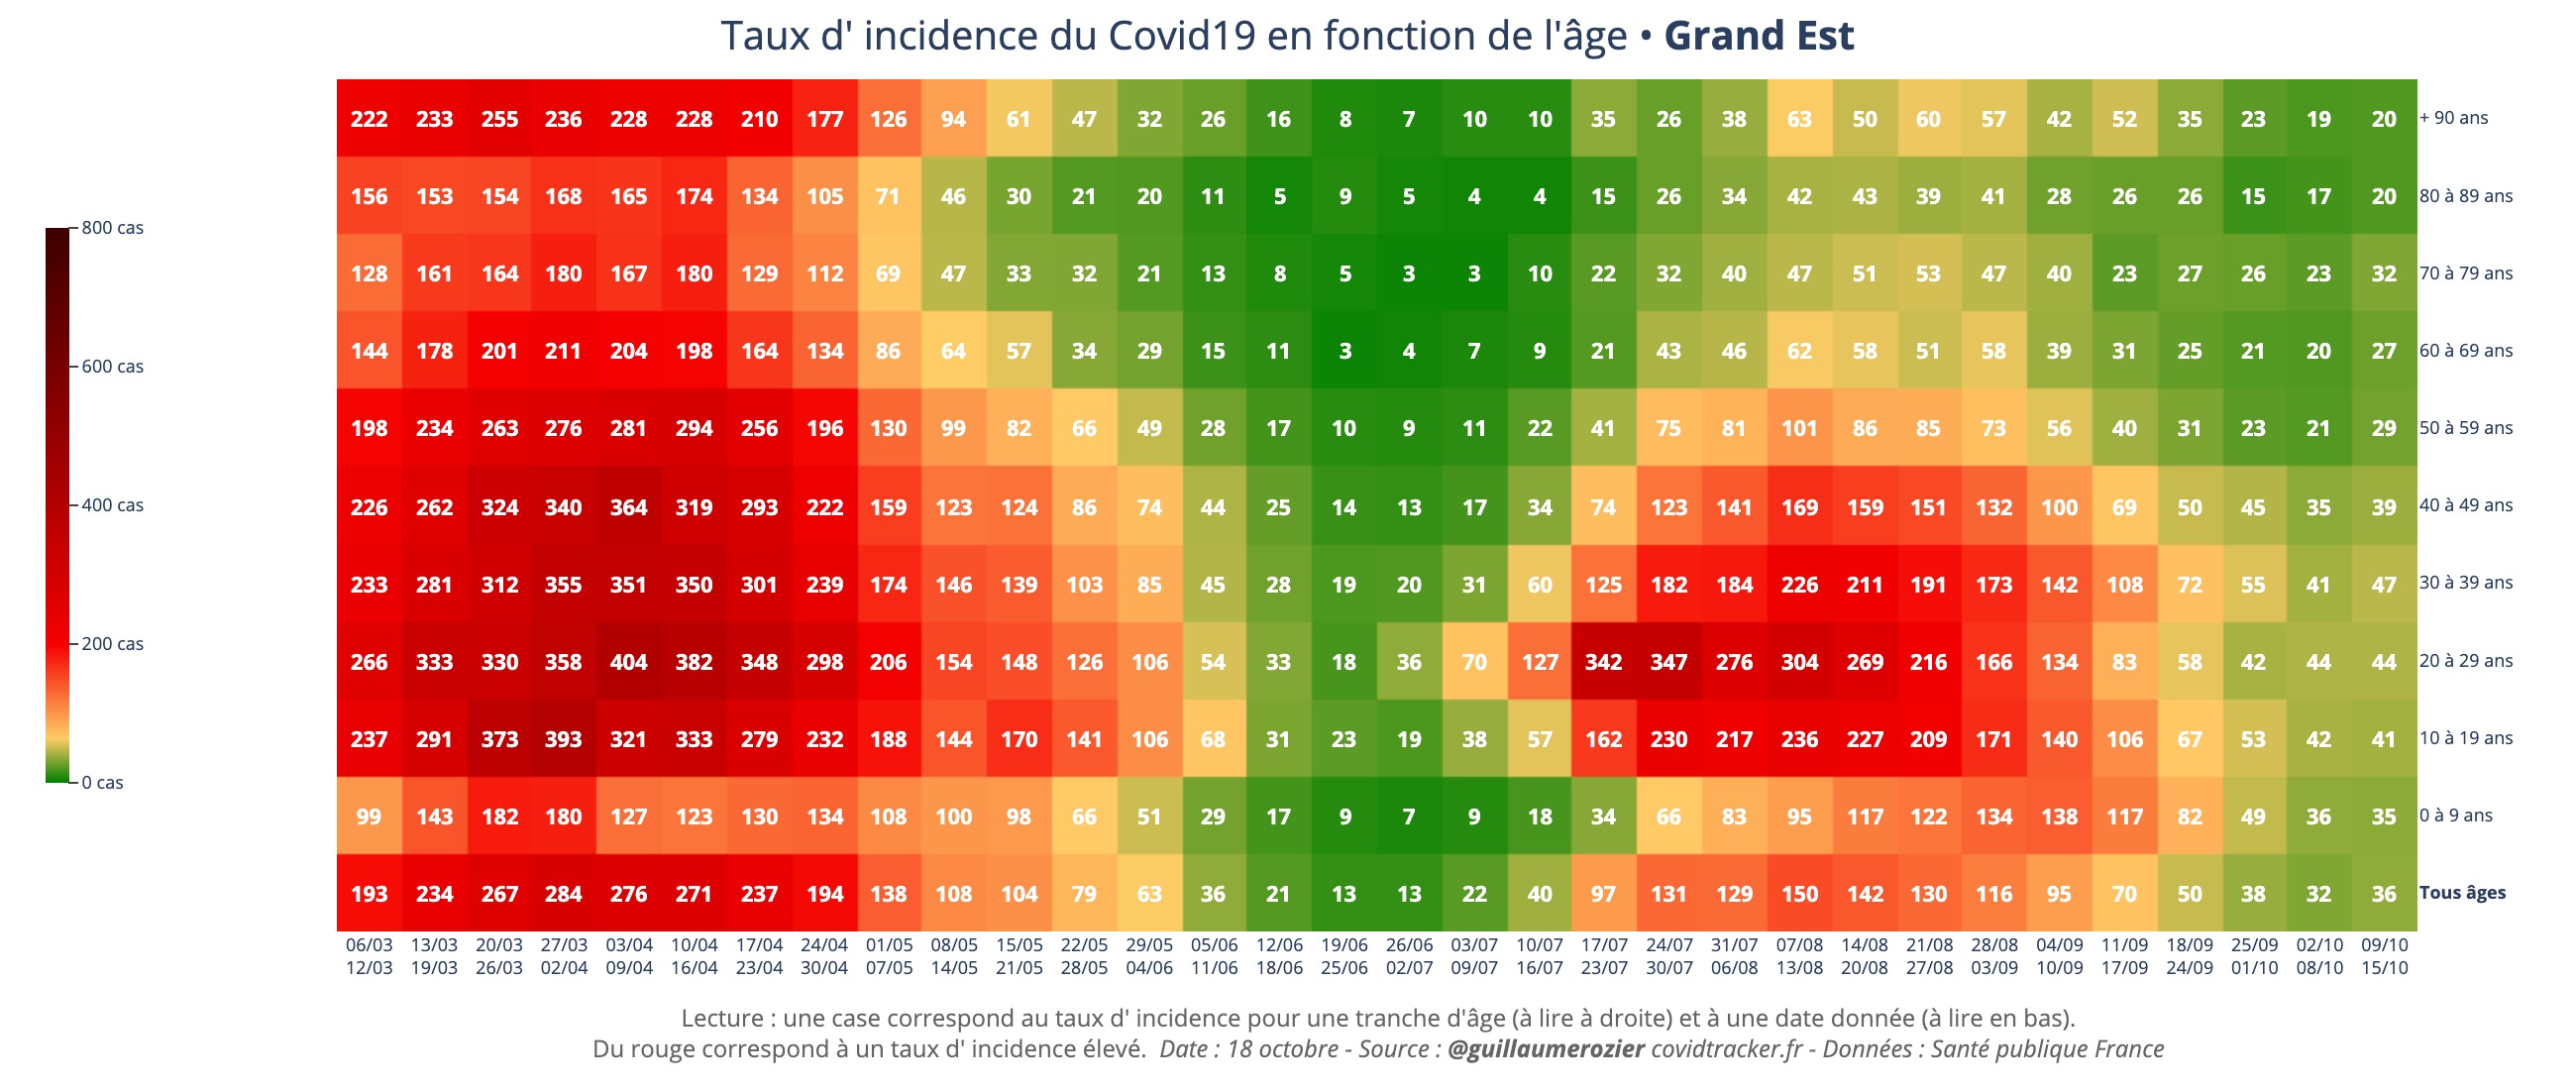 Taux d' incidence du Covid19 en fonction de l'âge • Grand Est
222 233 255 236 228 228 210 177 126 94 61 47 32 26 16 8 7 10 10 35 26 38 63 50 60 57 42 52 35 23 19 20 + 90 ans
156 153 154 168 165 174 134 105 71 46 30 21 20 11 5 9 5 4 4 15 26 34 42 43 39 41 28 26 26 15 17 20 80 à 89 ans
800 cas
128 161 164 180 167 180 129 112 69 47 33 32 21 13 8 5 3 3 10 22 32 40 47 51 53 47 40 23 27 26 23 32 70 à 79 ans
144 178 201 211 204 198 164 134 86 64 57 34 29 15 11 3 4 7 9 21 43 46 62 58 51 58 39 31 25 21 20 27 60 à 69 ans
600 cas
198 234 263 276 281 294 256 196 130 99 82 66 49 28 17 10 9 11 22 41 75 81 101 86 85 73 56 40 31 23 21 29 50 à 59 ans
400 cas
226 262 324 340 364 319 293 222 159 123 124 86 74 44 25 14 13 17 34 74 123 141 169 159 151 132 100 69 50 45 35 39 40 à 49 ans
233 281 312 355 351 350 301 239 174 146 139 103 85 45 28 19 20 31 60 125 182 184 226 211 191 173 142 108 72 55 41 47 30 à 39 ans
200 cas
266 333 330 358 404 382 348 298 206 154 148 126 106 54 33 18 36 70 127 342 347 276 304 269 216 166 134 83 58 42 44 44 20 à 29 ans
237 291 373 393 321 333 279 232 188 144 170 141 106 68 31 23 19 38 57 162 230 217 236 227 209 171 140 106 67 53 42 41 10 à 19 ans
0 cas
99 143 182 180 127 123 130 134 108 100 98 66 51 29 17 9 7 9 18 34 66 83 95 117 122 134 138 117 82 49 36 35 0 à 9 ans
193 234 267 284 276 271 237 194 138 108 104 79 63 36 21 13 13 22 40 97 131 129 150 142 130 116 95 70 50 38 32 36 Tous âges
06/03 13/03 20/03 27/03 03/04 10/04 17/04 24/04 01/05 08/05 15/05 22/05 29/05 05/06 12/06 19/06 26/06 03/07 10/07 17/07 24/07 31/07 07/08 14/08 21/08 28/08 04/09 11/09 18/09 25/09 02/10 09/10
12/03 19/03 26/03 02/04 09/04 16/04 23/04 30/04 07/05 14/05 21/05 28/05 04/06 11/06 18/06 25/06 02/07 09/07 16/07 23/07 30/07 06/08 13/08 20/08 27/08 03/09 10/09 17/09 24/09 01/10 08/10 15/10
Lecture : une case correspond au taux d' incidence pour une tranche d'âge (à lire à droite) et à une date donnée (à lire en bas).
Du rouge correspond à un taux d' incidence élevé. Date : 18 octobre - Source : @guillaumerozier covidtracker.fr - Données : Santé publique France